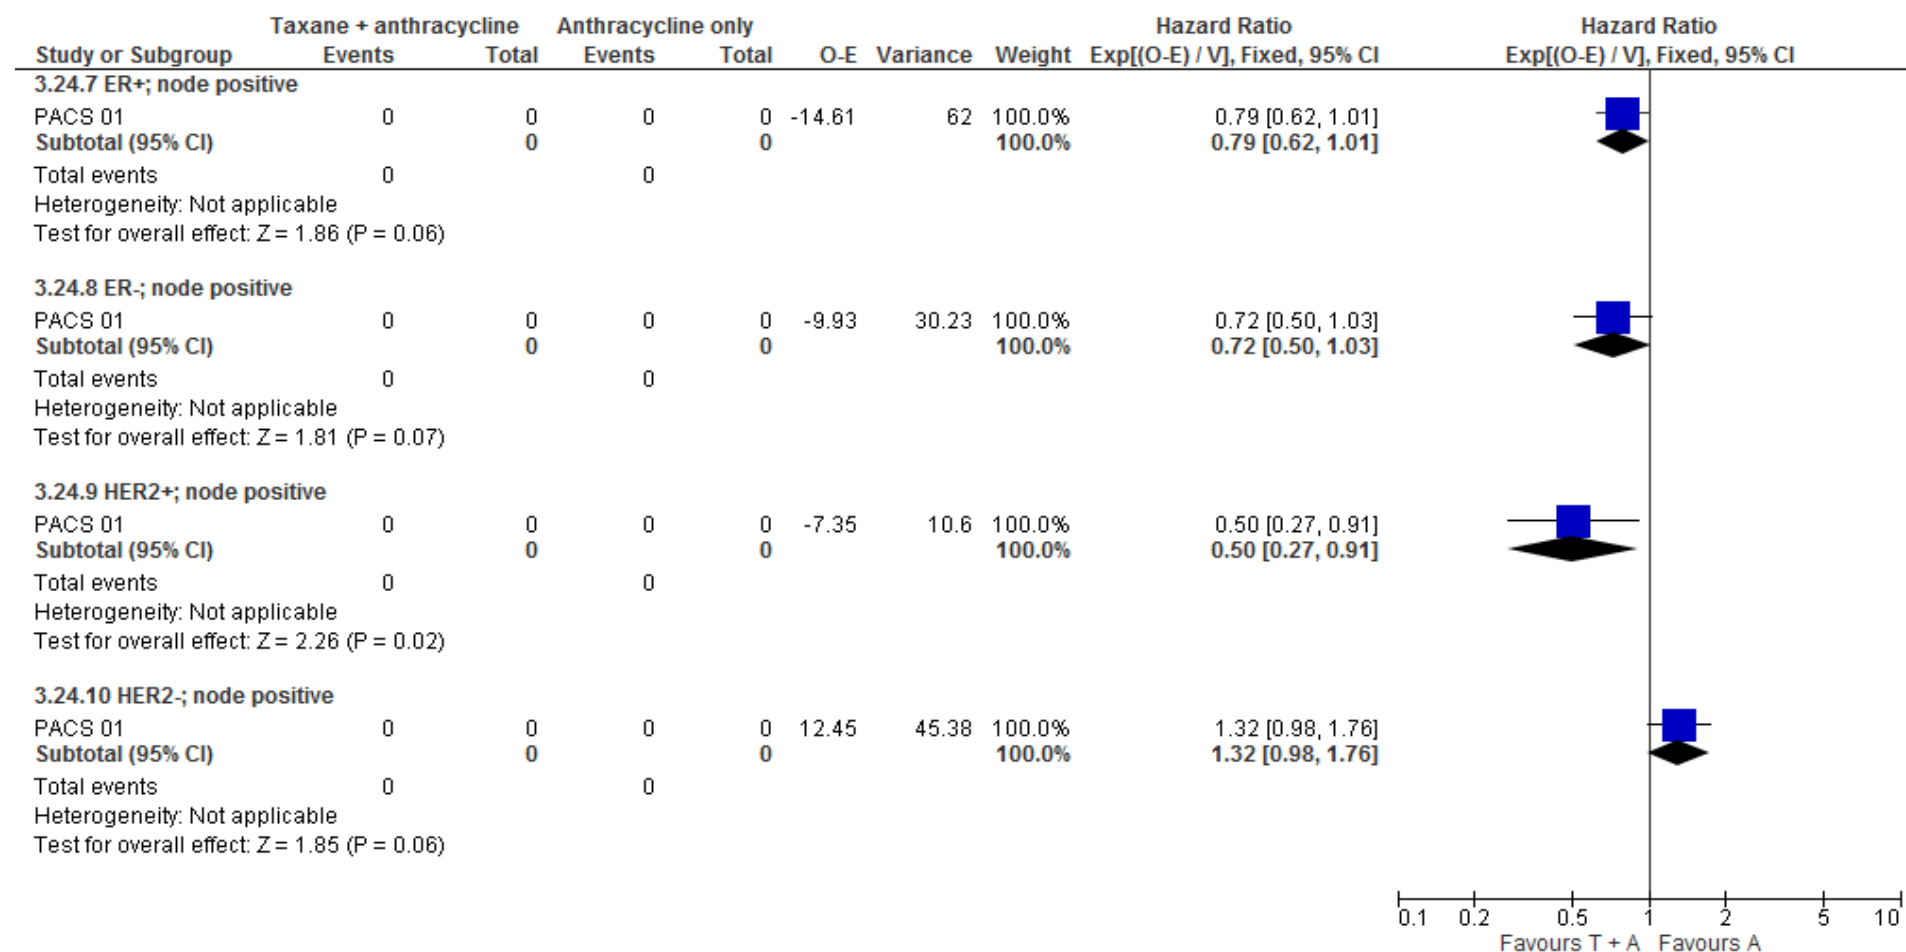 Taxane + anthracycline Anthracycline only Hazard Ratio Hazard Ratio
Study or Subgroup Events Total Events Total O-E Variance Weight Exp[(O-E) / V], Fixed, 95% CI Exp[(O-E) / V], Fixed, 95% CI
3.24.7 ER+; node positive
PACS 01 0 0 0 0 -14.61 62 100.0% 0.79 [0.62, 1.01]
Subtotal (95% CI) 0 0 100.0% 0.79 [0.62, 1.01]
Total events 0 0
Heterogeneity: Not applicable
Test for overall effect: Z = 1.86 (P = 0.06)
3.24.8 ER-; node positive
PACS 01 0 0 0 0 -9.93 30.23 100.0% 0.72 [0.50, 1.03]
Subtotal (95% CI) 0 0 100.0% 0.72 [0.50, 1.03]
Total events 0 0
Heterogeneity: Not applicable
Test for overall effect: Z = 1.81 (P = 0.07)
3.24.9 HER2+; node positive
PACS 01 0 0 0 0 -7.35 10.6 100.0% 0.50 [0.27, 0.91]
Subtotal (95% CI) 0 0 100.0% 0.50 [0.27, 0.91]
Total events 0 0
Heterogeneity: Not applicable
Test for overall effect: Z = 2.26 (P = 0.02)
3.24.10 HER2-; node positive
PACS 01 0 0 0 0 12.45 45.38 100.0% 1.32 [0.98, 1.76]
Subtotal (95% CI) 0 0 100.0% 1.32 [0.98, 1.76]
Total events 0 0
Heterogeneity: Not applicable
Test for overall effect: Z = 1.85 (P = 0.06)
0.1 0.2 0.5 1 2 5 10
Favours T + A Favours A